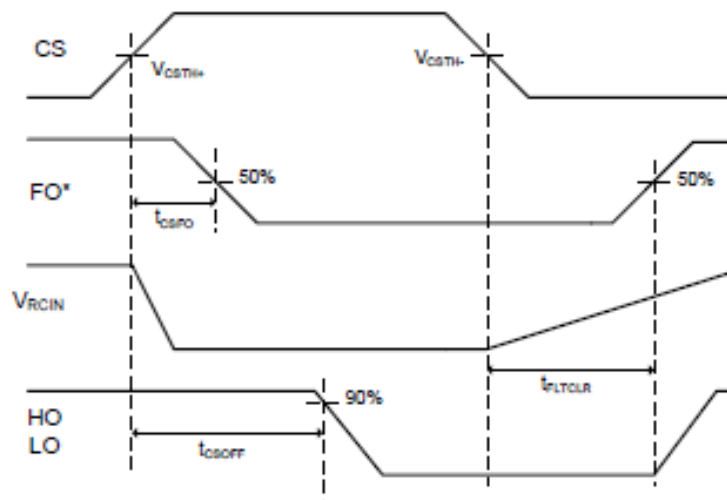 CS
VCSTH+
VCSTH-
FO*
50%
50%
tCSFO
VRCIN
tFLTCLR
HO
LO
90%
tCSOFF